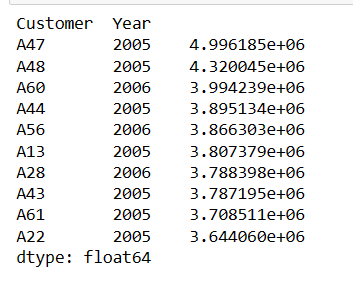 Customer  Year
A47       2005    4.996185e+06
A48       2005    4.320045e+06
A60       2006    3.994239e+06
A44       2005    3.895134e+06
A56       2006    3.866303e+06
A13       2005    3.807379e+06
A28       2006    3.788398e+06
A43       2005    3.787195e+06
A61       2005    3.708511e+06
A22       2005    3.644060e+06
dtype: float64